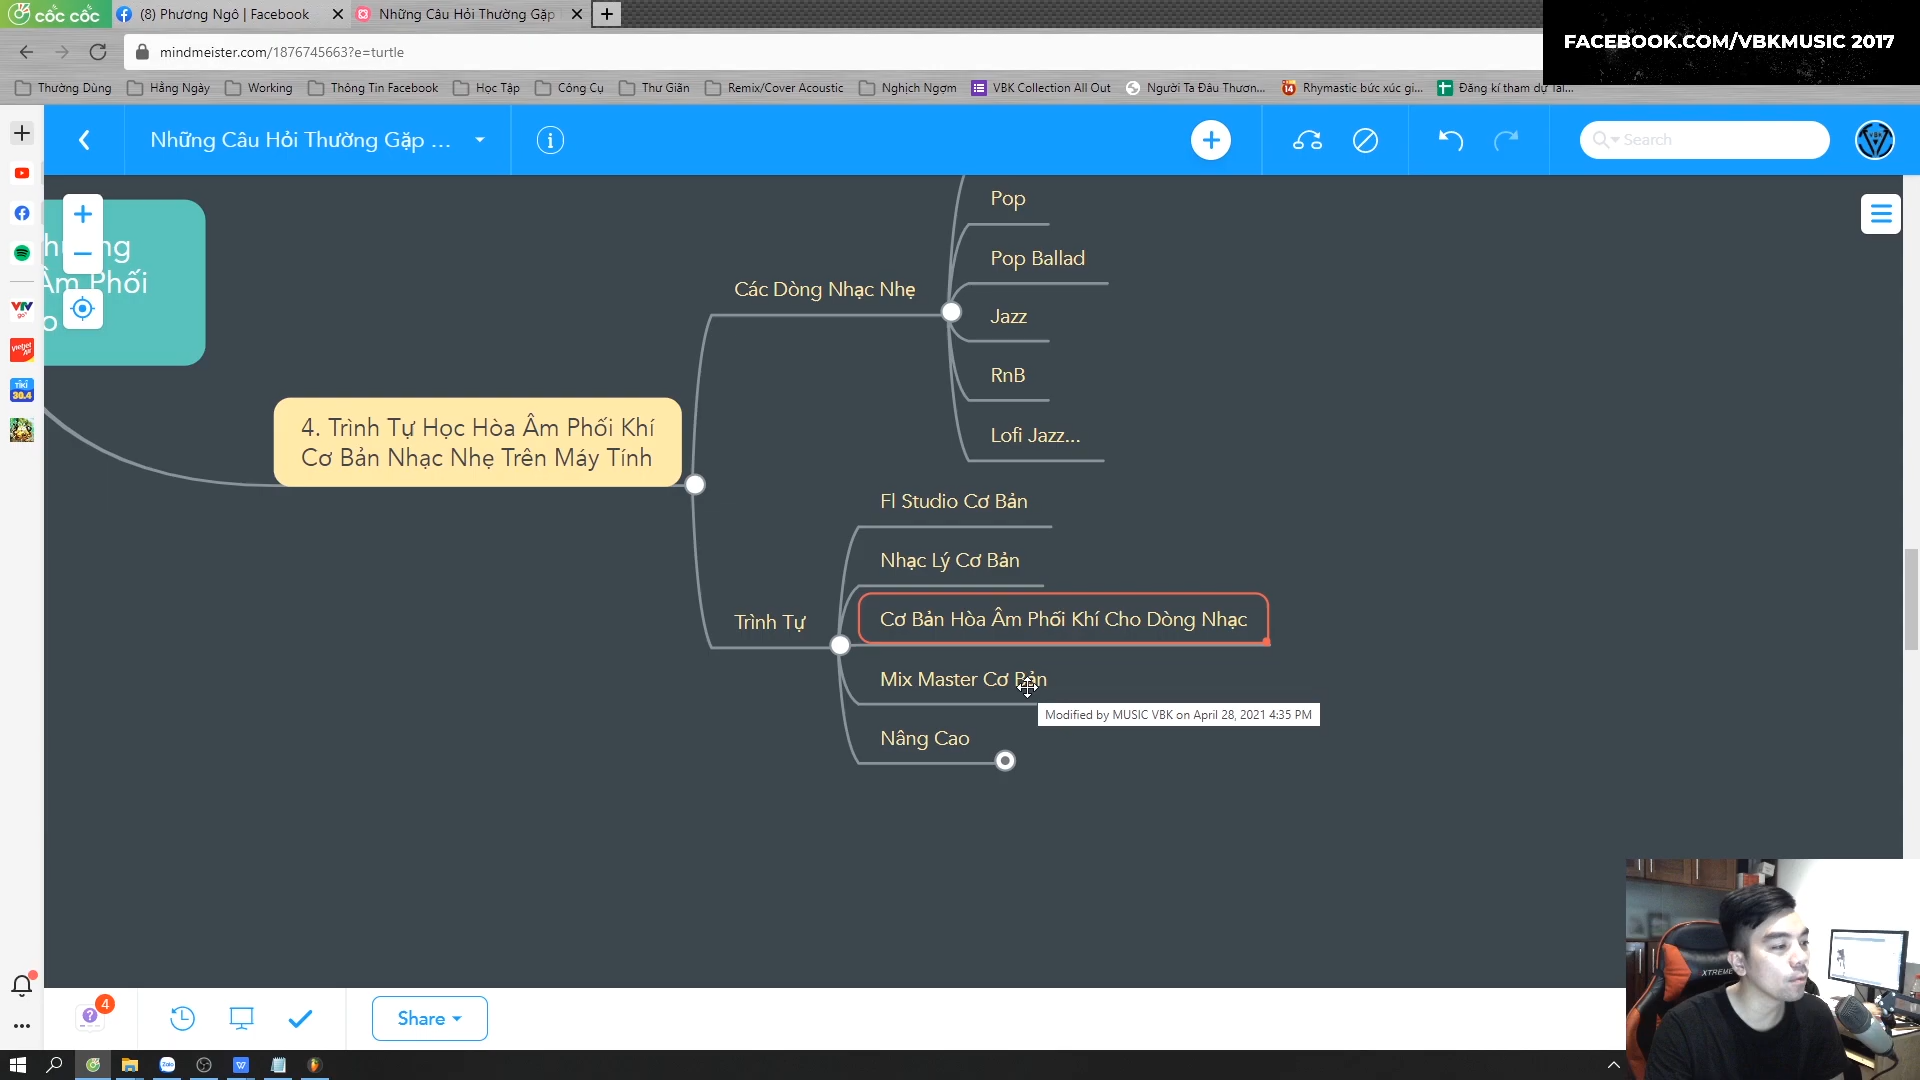 cốc cốc
(8) Phương Ngô | Facebook
Những Câu Hỏi Thường Gặp
FACEBOOK.COM/VBKMUSIC 2017
mindmeister.com/1876745663?e=turtle
Thường Dùng
Hằng Ngày
Working
Thông Tin Facebook
Học Tập
Công Cụ
Thư Giãn
Remix/Cover Acoustic
Nghịch Ngợm
VBK Collection All Out
Người Ta Đâu Thươn...
Rhymastic bức xúc gi...
Đăng kí tham dự Tal...
Những Câu Hỏi Thường Gặp ...
Search
Pop
Pop Ballad
Các Dòng Nhạc Nhẹ
Jazz
RnB
Lofi Jazz...
Âm Phối
4. Trình Tự Học Hòa Âm Phối Khí
Cơ Bản Nhạc Nhẹ Trên Máy Tính
Fl Studio Cơ Bản
Nhạc Lý Cơ Bản
Trình Tự
Cơ Bản Hòa Âm Phối Khí Cho Dòng Nhạc
Mix Master Cơ Bản
Modified by MUSIC VBK on April 28, 2021 4:35 PM
Nâng Cao
4
Share
XTREME